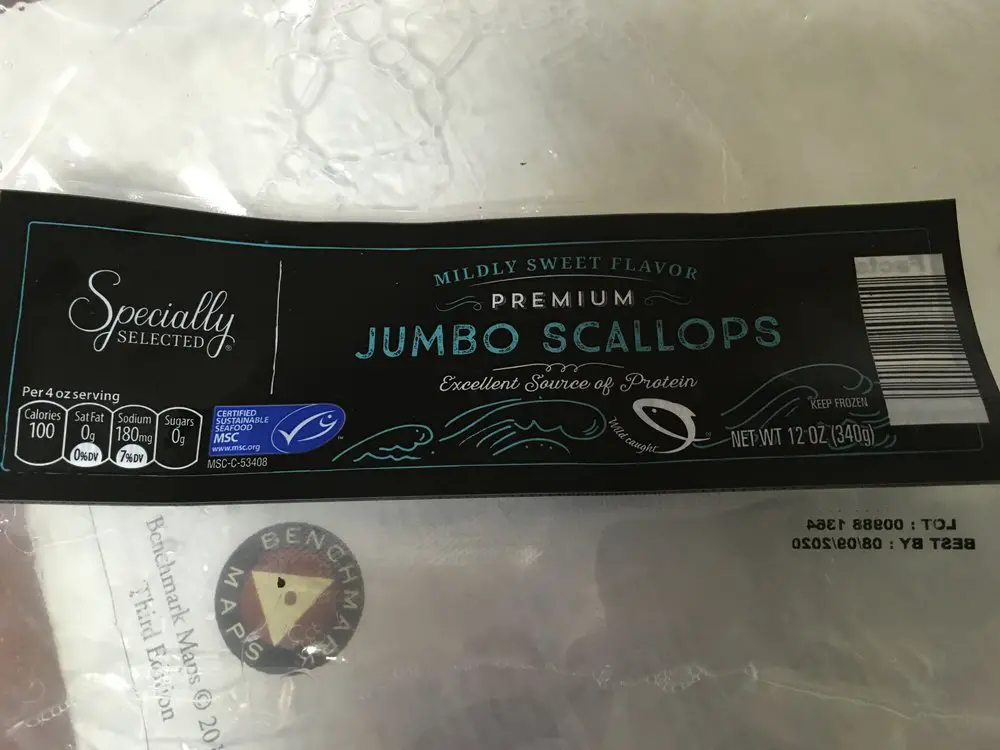 MILDLY SWEET FLAVOR
PREMIUM
JUMBO SCALLOPS
Excellent Source of Protein
Specially
SELECTED®
Per 4 oz serving
Calories
100
Sat Fat
0g
0%DV
Sodium
180mg
7%DV
Sugars
0g
CERTIFIED
SUSTAINABLE
SEAFOOD
MSC
www.msc.org
™
MSC-C-53408
Wild caught
KEEP FROZEN
NET WT 12 OZ (340g)
Facts
LOT : 00988 1364
BEST BY : 08/09/2020
BENCHMARK
MAPS
Benchmark Maps ©
Third Edition